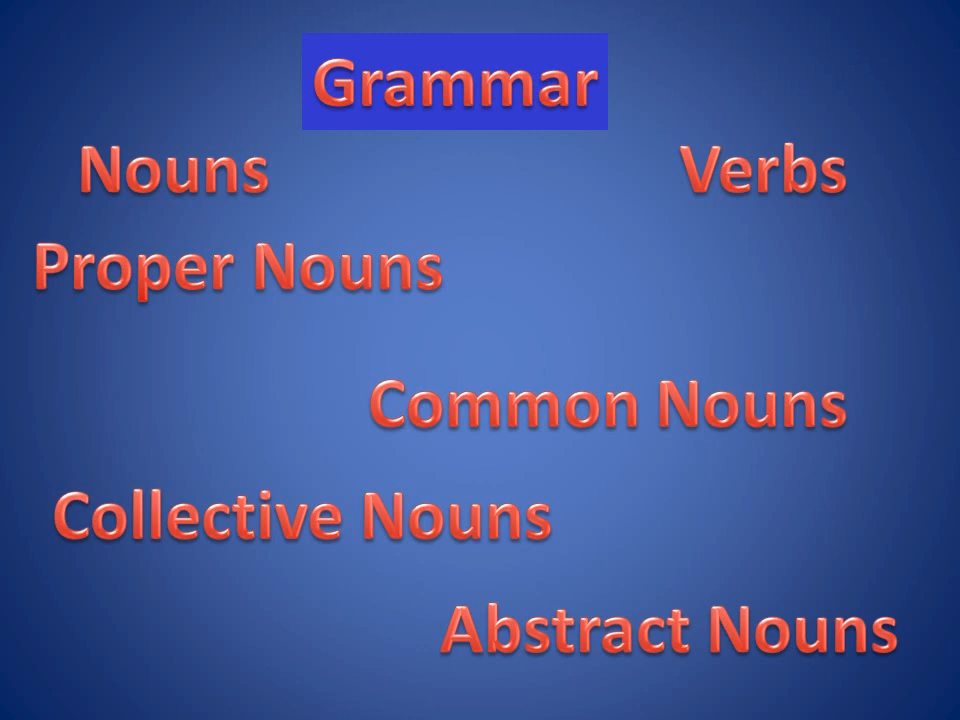 Grammar
Nouns Verbs
Proper Nouns
Common Nouns
Collective Nouns
Abstract Nouns